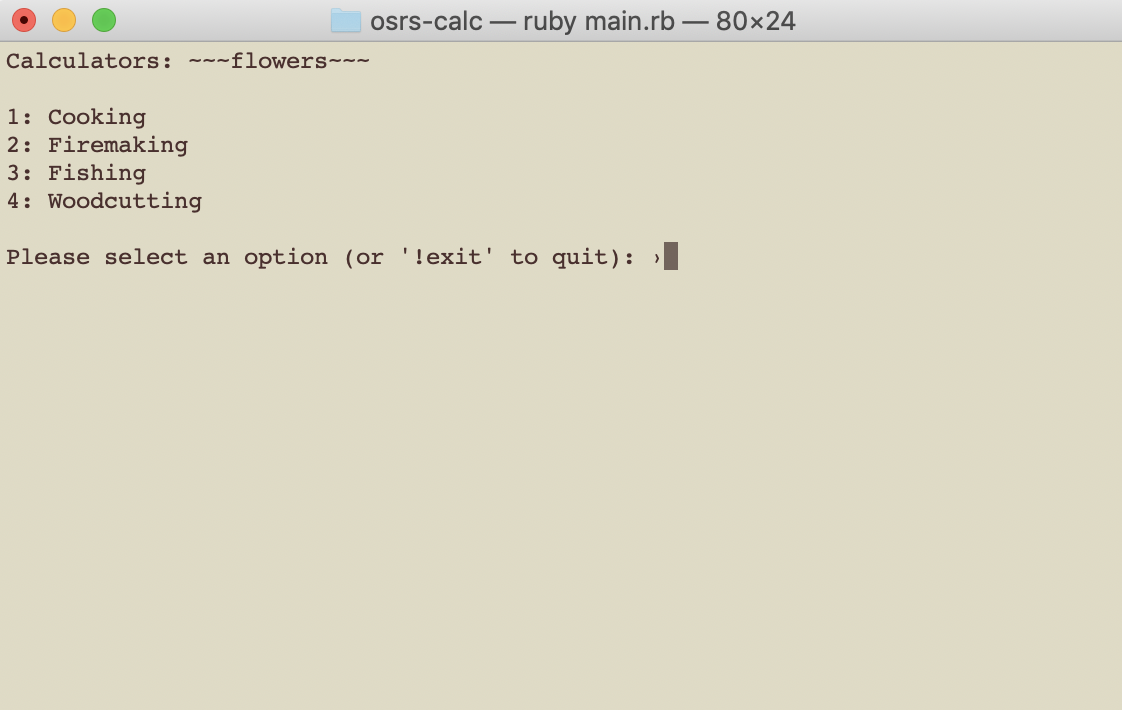 osrs-calc — ruby main.rb — 80×24
Calculators: ~~~flowers~~~
1: Cooking
2: Firemaking
3: Fishing
4: Woodcutting
Please select an option (or '!exit' to quit): ›